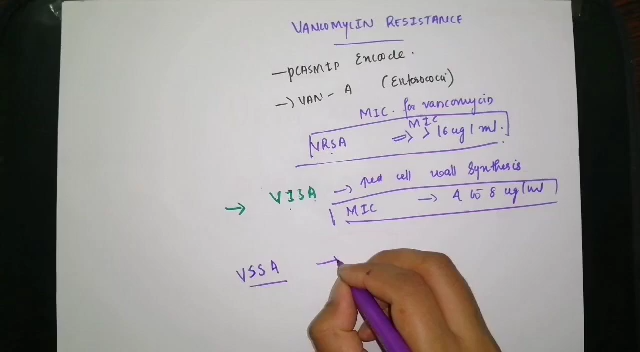 VANCOMYCIN RESISTANCE
— PLASMID Encode.
→ VAN - A (Enterococci)
MIC. for vancomycin
MIC
VRSA => > 16 ug / ml.
→ VISA → cell wall Synthesis
MIC → 4 to 8 ug / ml
VSSA →